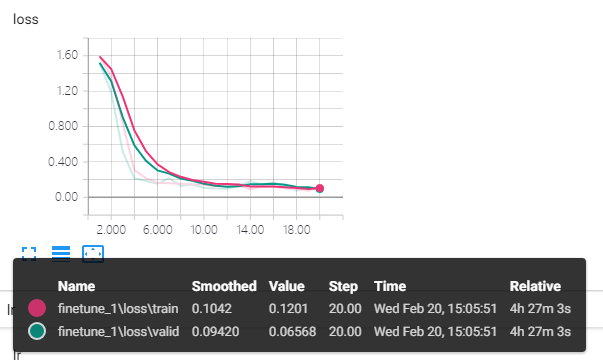 loss
1.60
1.20
0.800
0.400
0.00
2.000 6.000 10.00 14.00 18.00
Name Smoothed Value Step Time Relative
finetune_1\loss\train 0.1042 0.1201 20.00 Wed Feb 20, 15:05:51 4h 27m 3s
finetune_1\loss\valid 0.09420 0.06568 20.00 Wed Feb 20, 15:05:51 4h 27m 3s
lr